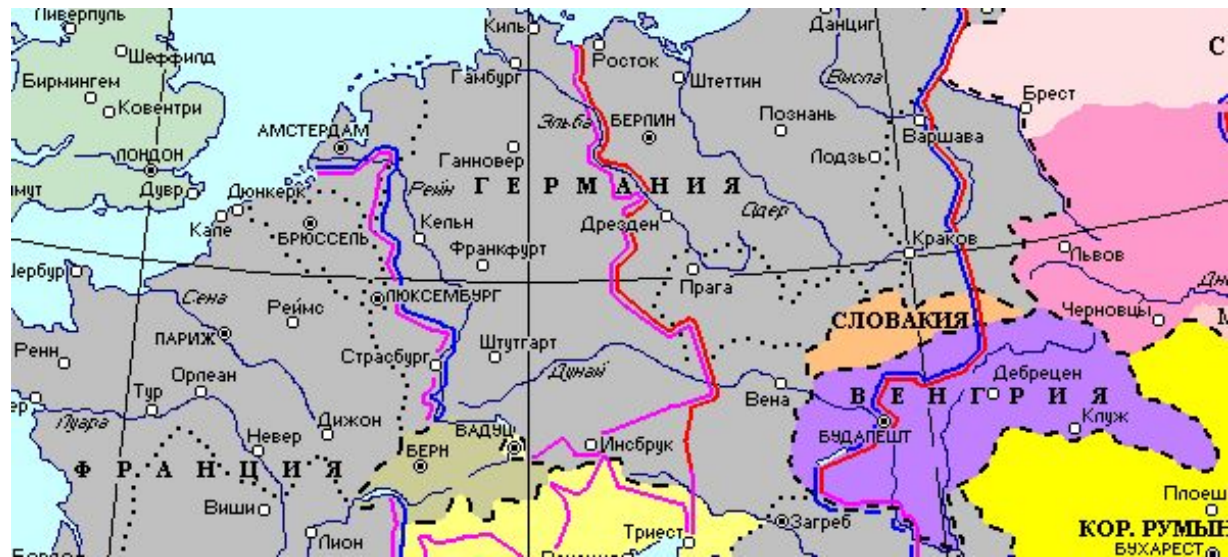 Ливерпуль
Шеффилд
Бирмингем
Ковентри
ЛОНДОН
Дувр
Киль
Росток
Гамбург
Штеттин
Данциг
Висла
Брест
Познань
Варшава
Лодзь
АМСТЕРДАМ
Эльба
БЕРЛИН
Ганновер
Рейн
ГЕРМАНИЯ
Одер
Дюнкерк
Кале
БРЮССЕЛЬ
Кельн
Франкфурт
Дрезден
Прага
Краков
Львов
Сена
Реймс
ЛЮКСЕМБУРГ
ПАРИЖ
Страсбург
Штутгарт
Дунай
СЛОВАКИЯ
Черновцы
Ренн
Орлеан
Тур
Луара
Дижон
Невер
ФРАНЦИЯ
Виши
Лион
БЕРН
ВАДУЦ
Инсбрук
Вена
ВЕНГРИЯ
Дебрецен
Клуж
БУДАПЕШТ
Триест
Загреб
КОР. РУМЫН
БУХАРЕСТ